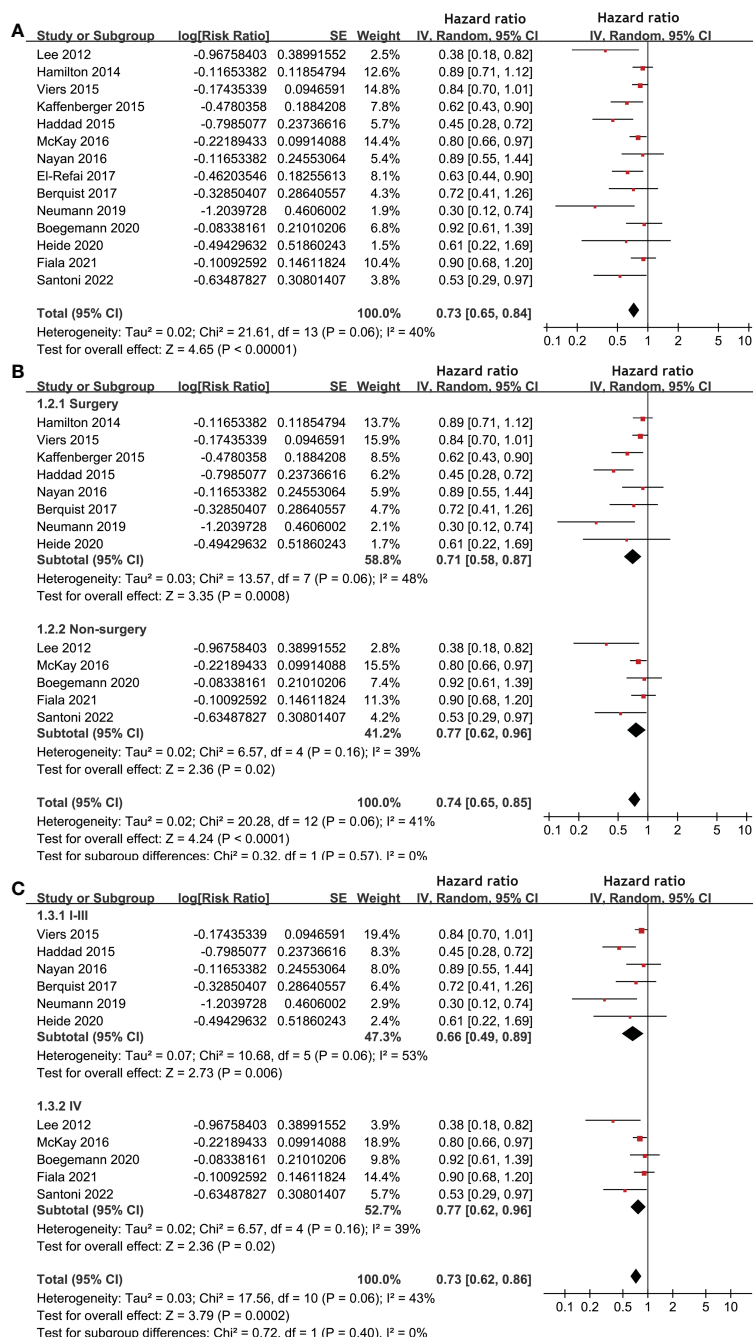 A
Hazard ratio Hazard ratio
Study or Subgroup log[Risk Ratio] SE Weight IV, Random, 95% CI IV, Random, 95% CI
Lee 2012 -0.96758403 0.38991552 2.5% 0.38 [0.18, 0.82]
Hamilton 2014 -0.11653382 0.11854794 12.6% 0.89 [0.71, 1.12]
Viers 2015 -0.17435339 0.0946591 14.8% 0.84 [0.70, 1.01]
Kaffenberger 2015 -0.4780358 0.1884208 7.8% 0.62 [0.43, 0.90]
Haddad 2015 -0.7985077 0.23736616 5.7% 0.45 [0.28, 0.72]
McKay 2016 -0.22189433 0.09914088 14.4% 0.80 [0.66, 0.97]
Nayan 2016 -0.11653382 0.24553064 5.4% 0.89 [0.55, 1.44]
El-Refai 2017 -0.46203546 0.18255613 8.1% 0.63 [0.44, 0.90]
Berquist 2017 -0.32850407 0.28640557 4.3% 0.72 [0.41, 1.26]
Neumann 2019 -1.2039728 0.4606002 1.9% 0.30 [0.12, 0.74]
Boegemann 2020 -0.08338161 0.21010206 6.8% 0.92 [0.61, 1.39]
Heide 2020 -0.49429632 0.51860243 1.5% 0.61 [0.22, 1.69]
Fiala 2021 -0.10092592 0.14611824 10.4% 0.90 [0.68, 1.20]
Santoni 2022 -0.63487827 0.30801407 3.8% 0.53 [0.29, 0.97]
Total (95% CI) 100.0% 0.73 [0.65, 0.84]
Heterogeneity: Tau² = 0.02; Chi² = 21.61, df = 13 (P = 0.06); I² = 40%
Test for overall effect: Z = 4.65 (P < 0.00001)
0.1 0.2 0.5 1 2 5 10
B
Hazard ratio Hazard ratio
Study or Subgroup log[Risk Ratio] SE Weight IV, Random, 95% CI IV, Random, 95% CI
1.2.1 Surgery
Hamilton 2014 -0.11653382 0.11854794 13.7% 0.89 [0.71, 1.12]
Viers 2015 -0.17435339 0.0946591 15.9% 0.84 [0.70, 1.01]
Kaffenberger 2015 -0.4780358 0.1884208 8.5% 0.62 [0.43, 0.90]
Haddad 2015 -0.7985077 0.23736616 6.2% 0.45 [0.28, 0.72]
Nayan 2016 -0.11653382 0.24553064 5.9% 0.89 [0.55, 1.44]
Berquist 2017 -0.32850407 0.28640557 4.7% 0.72 [0.41, 1.26]
Neumann 2019 -1.2039728 0.4606002 2.1% 0.30 [0.12, 0.74]
Heide 2020 -0.49429632 0.51860243 1.7% 0.61 [0.22, 1.69]
Subtotal (95% CI) 58.8% 0.71 [0.58, 0.87]
Heterogeneity: Tau² = 0.03; Chi² = 13.57, df = 7 (P = 0.06); I² = 48%
Test for overall effect: Z = 3.35 (P = 0.0008)
1.2.2 Non-surgery
Lee 2012 -0.96758403 0.38991552 2.8% 0.38 [0.18, 0.82]
McKay 2016 -0.22189433 0.09914088 15.5% 0.80 [0.66, 0.97]
Boegemann 2020 -0.08338161 0.21010206 7.4% 0.92 [0.61, 1.39]
Fiala 2021 -0.10092592 0.14611824 11.3% 0.90 [0.68, 1.20]
Santoni 2022 -0.63487827 0.30801407 4.2% 0.53 [0.29, 0.97]
Subtotal (95% CI) 41.2% 0.77 [0.62, 0.96]
Heterogeneity: Tau² = 0.02; Chi² = 6.57, df = 4 (P = 0.16); I² = 39%
Test for overall effect: Z = 2.36 (P = 0.02)
Total (95% CI) 100.0% 0.74 [0.65, 0.85]
Heterogeneity: Tau² = 0.02; Chi² = 20.28, df = 12 (P = 0.06); I² = 41%
Test for overall effect: Z = 4.24 (P < 0.0001)
Test for subgroup differences: Chi² = 0.32, df = 1 (P = 0.57), I² = 0%
0.1 0.2 0.5 1 2 5 10
C
Hazard ratio Hazard ratio
Study or Subgroup log[Risk Ratio] SE Weight IV, Random, 95% CI IV, Random, 95% CI
1.3.1 I-III
Viers 2015 -0.17435339 0.0946591 19.4% 0.84 [0.70, 1.01]
Haddad 2015 -0.7985077 0.23736616 8.3% 0.45 [0.28, 0.72]
Nayan 2016 -0.11653382 0.24553064 8.0% 0.89 [0.55, 1.44]
Berquist 2017 -0.32850407 0.28640557 6.4% 0.72 [0.41, 1.26]
Neumann 2019 -1.2039728 0.4606002 2.9% 0.30 [0.12, 0.74]
Heide 2020 -0.49429632 0.51860243 2.4% 0.61 [0.22, 1.69]
Subtotal (95% CI) 47.3% 0.66 [0.49, 0.89]
Heterogeneity: Tau² = 0.07; Chi² = 10.68, df = 5 (P = 0.06); I² = 53%
Test for overall effect: Z = 2.73 (P = 0.006)
1.3.2 IV
Lee 2012 -0.96758403 0.38991552 3.9% 0.38 [0.18, 0.82]
McKay 2016 -0.22189433 0.09914088 18.9% 0.80 [0.66, 0.97]
Boegemann 2020 -0.08338161 0.21010206 9.8% 0.92 [0.61, 1.39]
Fiala 2021 -0.10092592 0.14611824 14.4% 0.90 [0.68, 1.20]
Santoni 2022 -0.63487827 0.30801407 5.7% 0.53 [0.29, 0.97]
Subtotal (95% CI) 52.7% 0.77 [0.62, 0.96]
Heterogeneity: Tau² = 0.02; Chi² = 6.57, df = 4 (P = 0.16); I² = 39%
Test for overall effect: Z = 2.36 (P = 0.02)
Total (95% CI) 100.0% 0.73 [0.62, 0.86]
Heterogeneity: Tau² = 0.03; Chi² = 17.56, df = 10 (P = 0.06); I² = 43%
Test for overall effect: Z = 3.79 (P = 0.0002)
Test for subgroup differences: Chi² = 0.72, df = 1 (P = 0.40), I² = 0%
0.1 0.2 0.5 1 2 5 10